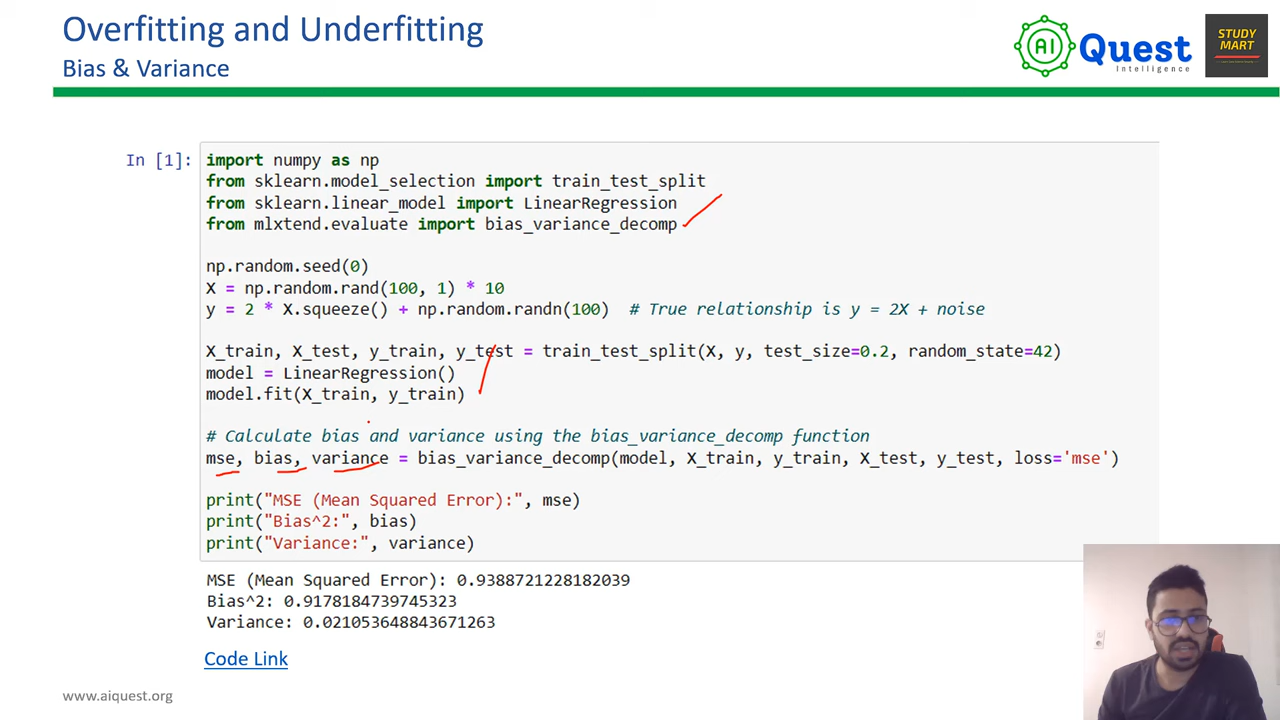 Overfitting and Underfitting
Bias & Variance
AI Quest
Intelligence
STUDY
MART
In [1]:
import numpy as np
from sklearn.model_selection import train_test_split
from sklearn.linear_model import LinearRegression
from mlxtend.evaluate import bias_variance_decomp
np.random.seed(0)
X = np.random.rand(100, 1) * 10
y = 2 * X.squeeze() + np.random.randn(100)  # True relationship is y = 2X + noise
X_train, X_test, y_train, y_test = train_test_split(X, y, test_size=0.2, random_state=42)
model = LinearRegression()
model.fit(X_train, y_train)
# Calculate bias and variance using the bias_variance_decomp function
mse, bias, variance = bias_variance_decomp(model, X_train, y_train, X_test, y_test, loss='mse')
print("MSE (Mean Squared Error):", mse)
print("Bias^2:", bias)
print("Variance:", variance)
MSE (Mean Squared Error): 0.9388721228182039
Bias^2: 0.9178184739745323
Variance: 0.021053648843671263
Code Link
www.aiquest.org